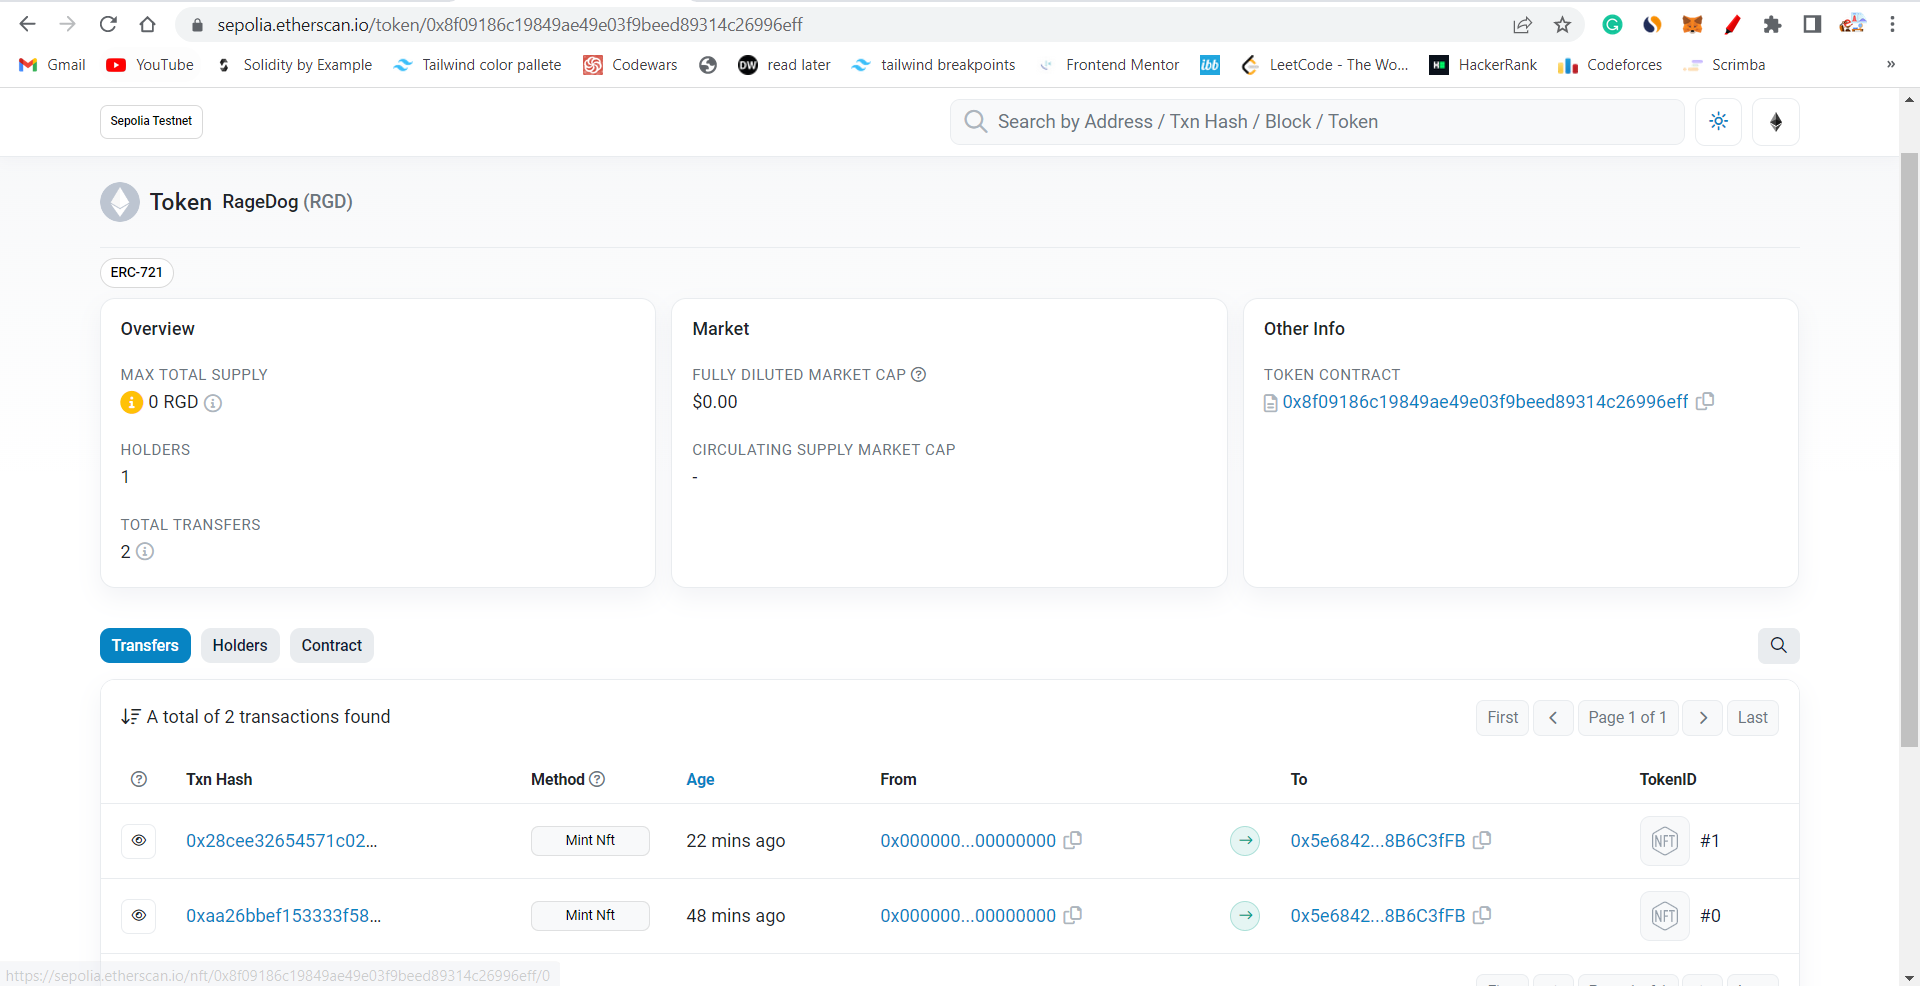 sepolia.etherscan.io/token/0x8f09186c19849ae49e03f9beed89314c26996eff
Gmail YouTube Solidity by Example Tailwind color pallete Codewars DW read later tailwind breakpoints Frontend Mentor ibb LeetCode - The Wo... HackerRank Codeforces Scrimba »
Sepolia Testnet Search by Address / Txn Hash / Block / Token
Token RageDog (RGD)
ERC-721
Overview
MAX TOTAL SUPPLY
0 RGD
HOLDERS
1
TOTAL TRANSFERS
2
Market
FULLY DILUTED MARKET CAP
$0.00
CIRCULATING SUPPLY MARKET CAP
-
Other Info
TOKEN CONTRACT
0x8f09186c19849ae49e03f9beed89314c26996eff
Transfers Holders Contract
A total of 2 transactions found First Page 1 of 1 Last
Txn Hash Method Age From To TokenID
0x28cee32654571c02... Mint Nft 22 mins ago 0x000000...00000000 0x5e6842...8B6C3fFB NFT #1
0xaa26bbef153333f58... Mint Nft 48 mins ago 0x000000...00000000 0x5e6842...8B6C3fFB NFT #0
https://sepolia.etherscan.io/nft/0x8f09186c19849ae49e03f9beed89314c26996eff/0